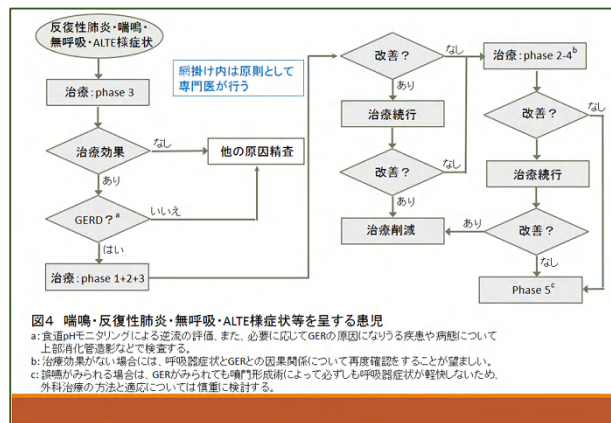 反復性肺炎・喘鳴・
無呼吸・ALTE様症状
治療：phase 3
治療効果
なし
他の原因精査
あり
GERD？a
いいえ
はい
治療：phase 1+2+3
網掛け内は原則として
専門医が行う
改善？
なし
あり
治療続行
改善？
なし
あり
治療削減
治療：phase 2-4b
改善？
なし
あり
治療続行
改善？
あり
なし
Phase 5c
図4 喘鳴・反復性肺炎・無呼吸・ALTE様症状等を呈する患児
a：食道pHモニタリングによる逆流の評価、また、必要に応じてGERの原因になりうる疾患や病態について
上部消化管造影などで検査する。
b：治療効果がない場合には、呼吸器症状とGERとの因果関係について再度確認をすることが望ましい。
c：誤嚥がみられる場合は、GERがみられても噴門形成術によって必ずしも呼吸器症状が軽快しないため、
外科治療の方法と適応については慎重に検討する。